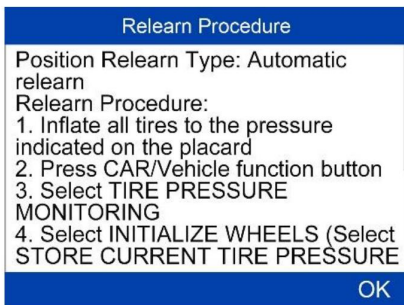 Relearn Procedure
Position Relearn Type: Automatic
relearn
Relearn Procedure:
1. Inflate all tires to the pressure
indicated on the placard
2. Press CAR/Vehicle function button
3. Select TIRE PRESSURE
MONITORING
4. Select INITIALIZE WHEELS (Select
STORE CURRENT TIRE PRESSURE
OK